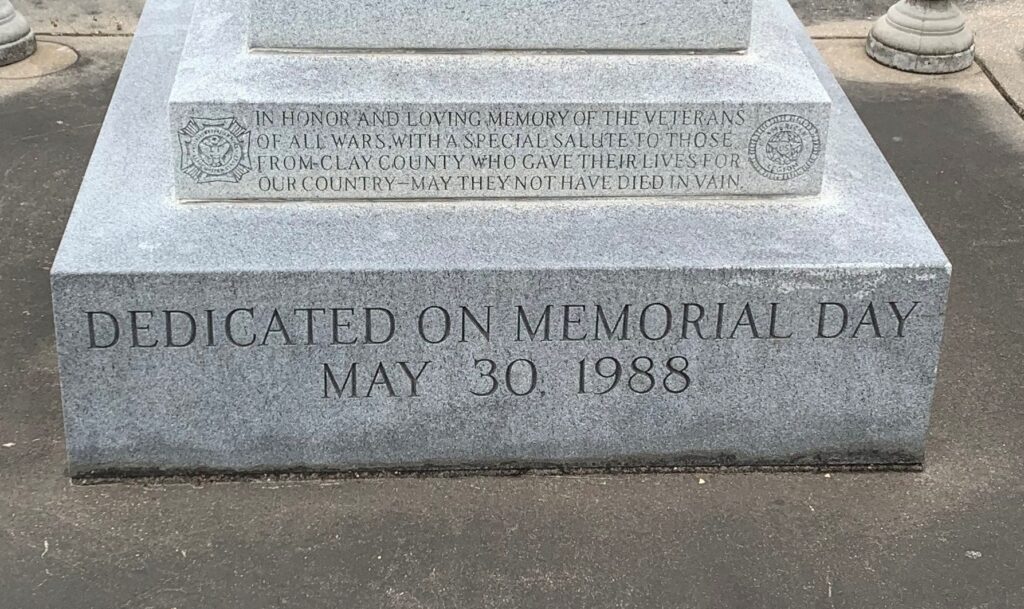 IN HONOR AND LOVING MEMORY OF THE VETERANS
OF ALL WARS, WITH A SPECIAL SALUTE TO THOSE
FROM CLAY COUNTY WHO GAVE THEIR LIVES FOR
OUR COUNTRY—MAY THEY NOT HAVE DIED IN VAIN.
DEDICATED ON MEMORIAL DAY
MAY 30, 1988